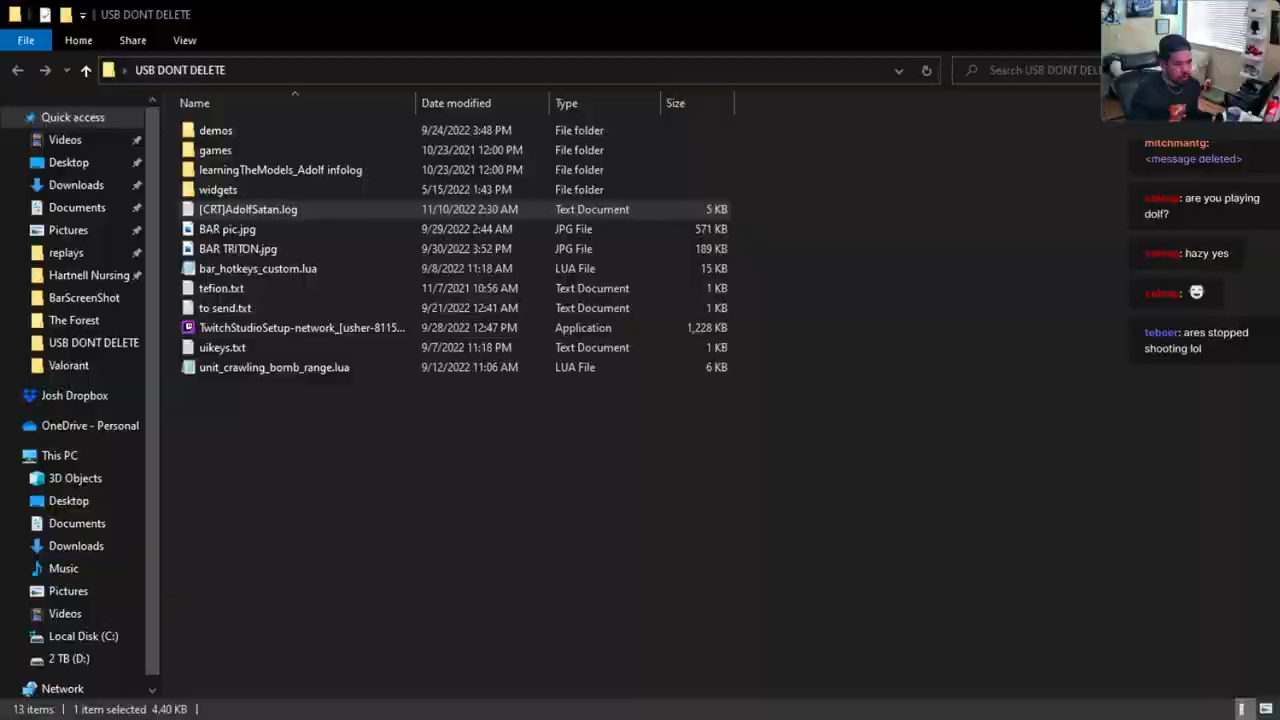 USB DONT DELETE
File Home Share View
USB DONT DELETE
Search USB DONT DEL
Name Date modified Type Size
demos 9/24/2022 3:48 PM File folder
games 10/23/2021 12:00 PM File folder
learningTheModels_Adolf infolog 10/23/2021 12:00 PM File folder
widgets 5/15/2022 1:43 PM File folder
[CRT]AdolfSatan.log 11/10/2022 2:30 AM Text Document 5 KB
BAR pic.jpg 9/29/2022 2:44 AM JPG File 571 KB
BAR TRITON.jpg 9/30/2022 3:52 PM JPG File 189 KB
bar_hotkeys_custom.lua 9/8/2022 11:18 AM LUA File 15 KB
tefion.txt 11/7/2021 10:56 AM Text Document 1 KB
to send.txt 9/21/2022 12:41 AM Text Document 1 KB
TwitchStudioSetup-network_[usher-8115... 9/28/2022 12:47 PM Application 1,228 KB
uikeys.txt 9/7/2022 11:18 PM Text Document 1 KB
unit_crawling_bomb_range.lua 9/12/2022 11:06 AM LUA File 6 KB
Quick access
Videos
Desktop
Downloads
Documents
Pictures
replays
Hartnell Nursing
BarScreenShot
The Forest
USB DONT DELETE
Valorant
Josh Dropbox
OneDrive - Personal
This PC
3D Objects
Desktop
Documents
Downloads
Music
Pictures
Videos
Local Disk (C:)
2 TB (D:)
Network
13 items 1 item selected 4.40 KB
mitchmantg:
<message deleted>
: are you playing
dolf?
: hazy yes
:
teboer: ares stopped
shooting lol